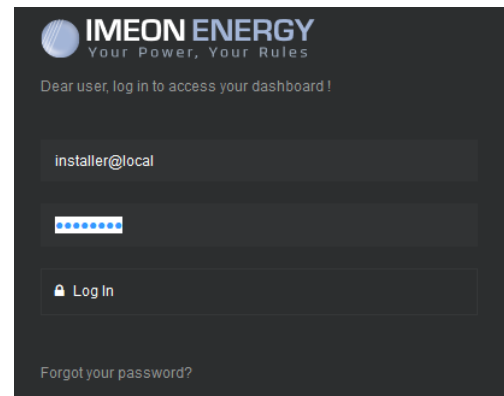 IMEON ENERGY
Your Power, Your Rules
Dear user, log in to access your dashboard !
installer@local
••••••••
Log In
Forgot your password?